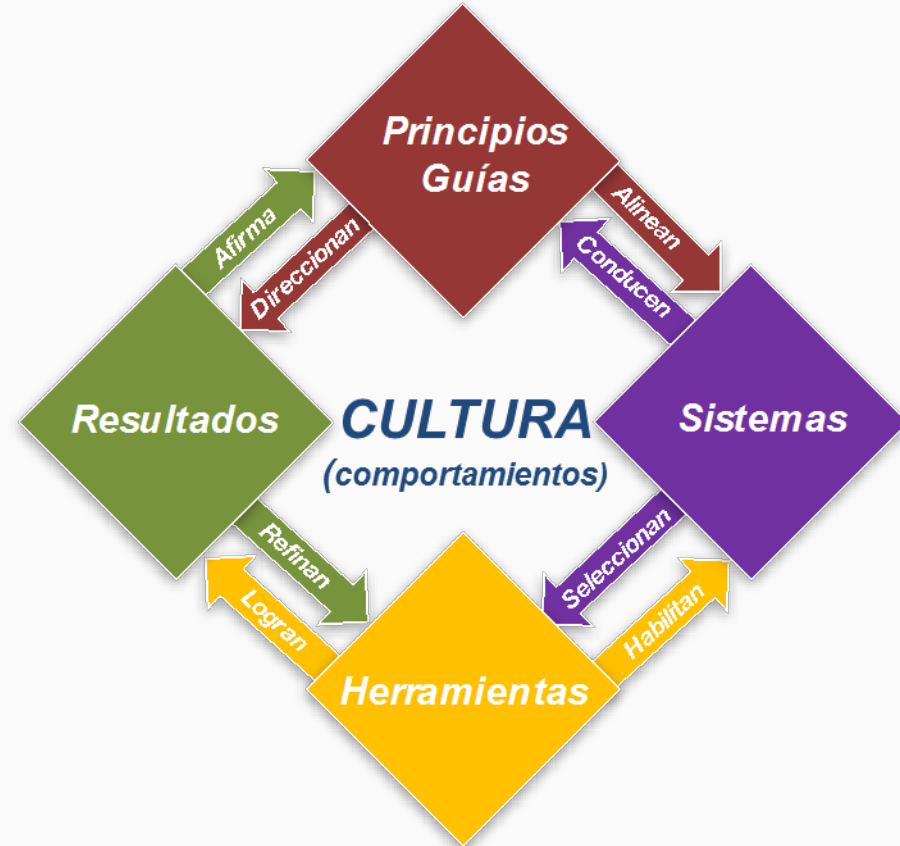 Principios
Guías
Afirma
Direccionan
Alinean
Conducen
Resultados
CULTURA
(comportamientos)
Sistemas
Refinan
Logran
Seleccionan
Habilitan
Herramientas